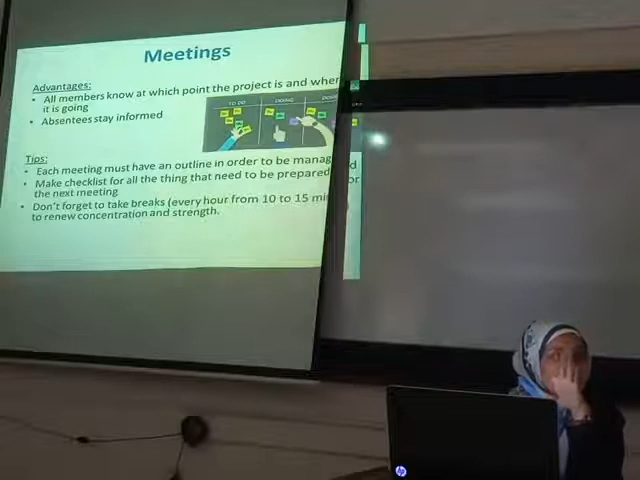 Meetings
Advantages:
• All members know at which point the project is and wher
it is going
• Absentees stay informed
TO DO
DOING
Tips:
• Each meeting must have an outline in order to be manag d
• Make checklist for all the thing that need to be prepared or
the next meeting
• Don't forget to take breaks (every hour from 10 to 15 mi
to renew concentration and strength.
hp